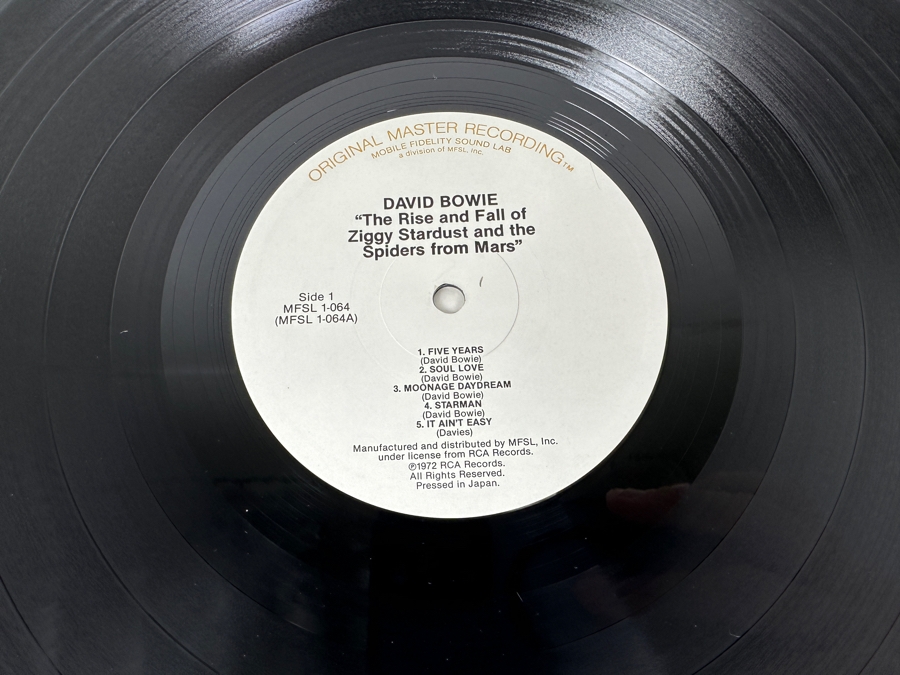 ORIGINAL MASTER RECORDING™
MOBILE FIDELITY SOUND LAB
a division of MFSL, Inc.
DAVID BOWIE
“The Rise and Fall of
Ziggy Stardust and the
Spiders from Mars”
Side 1
MFSL 1-064
(MFSL 1-064A)
1. FIVE YEARS
(David Bowie)
2. SOUL LOVE
(David Bowie)
3. MOONAGE DAYDREAM
(David Bowie)
4. STARMAN
(David Bowie)
5. IT AIN'T EASY
(Davies)
Manufactured and distributed by MFSL, Inc.
under license from RCA Records.
℗1972 RCA Records.
All Rights Reserved.
Pressed in Japan.